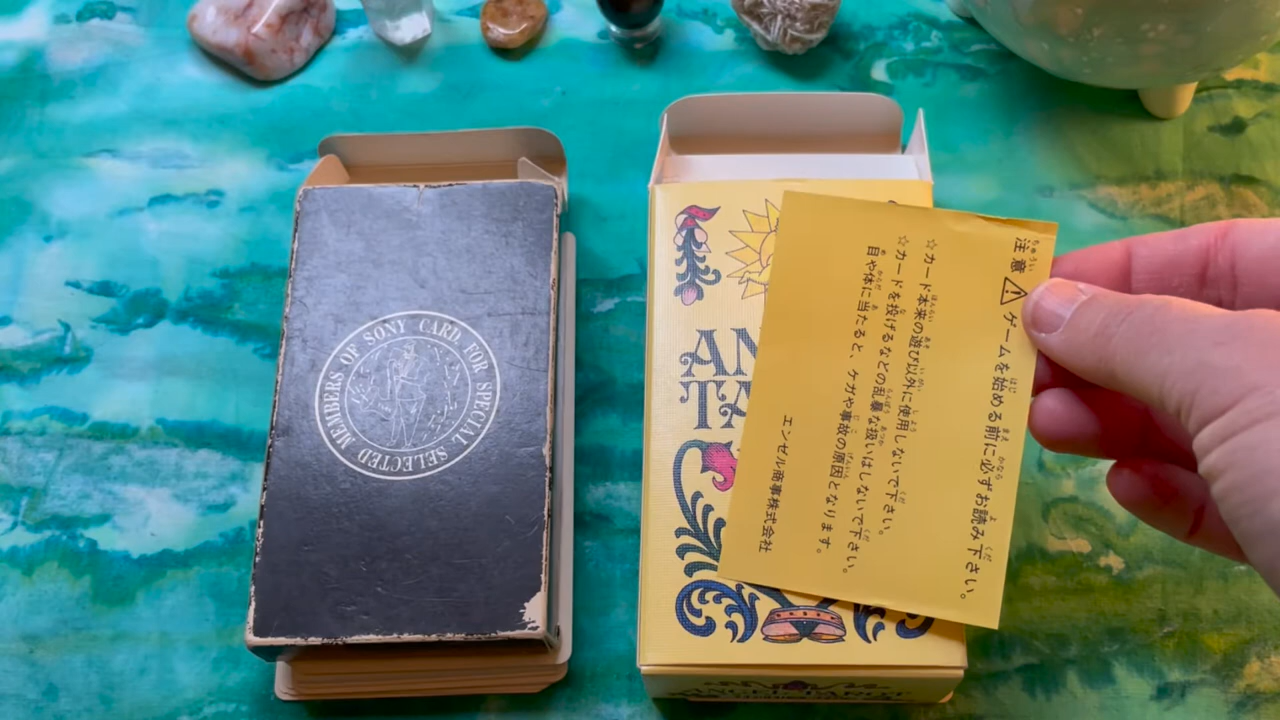 MEMBERS OF SONY CARD FOR SPECIAL SELECTED
AN
TA
注意⚠ゲームを始める前に必ずお読み下さい。
☆カード本来の遊び以外に使用しないで下さい。
☆カードを投げるなどの乱暴な扱いはしないで下さい。
目や体に当たると、ケガや事故の原因となります。
エンゼル商事株式会社
ANGEL TAROT